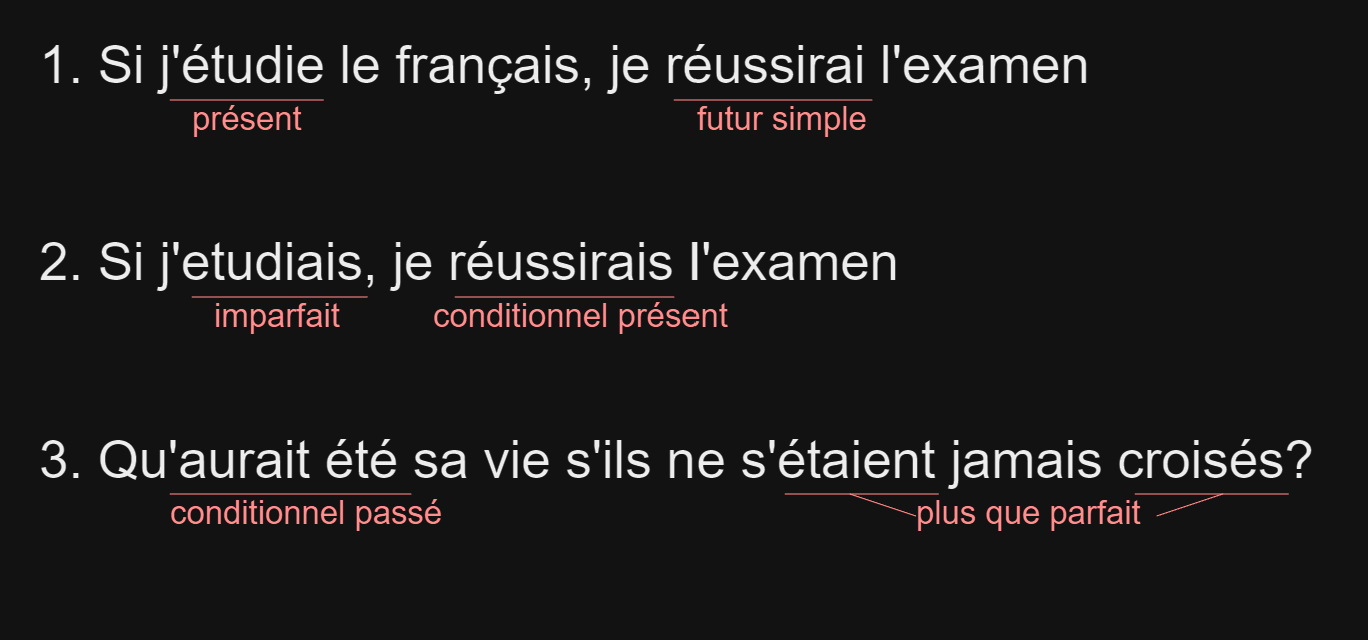 1. Si j'étudie le français, je réussirai l'examen
présent futur simple
2. Si j'etudiais, je réussirais l'examen
imparfait conditionnel présent
3. Qu'aurait été sa vie s'ils ne s'étaient jamais croisés?
conditionnel passé plus que parfait